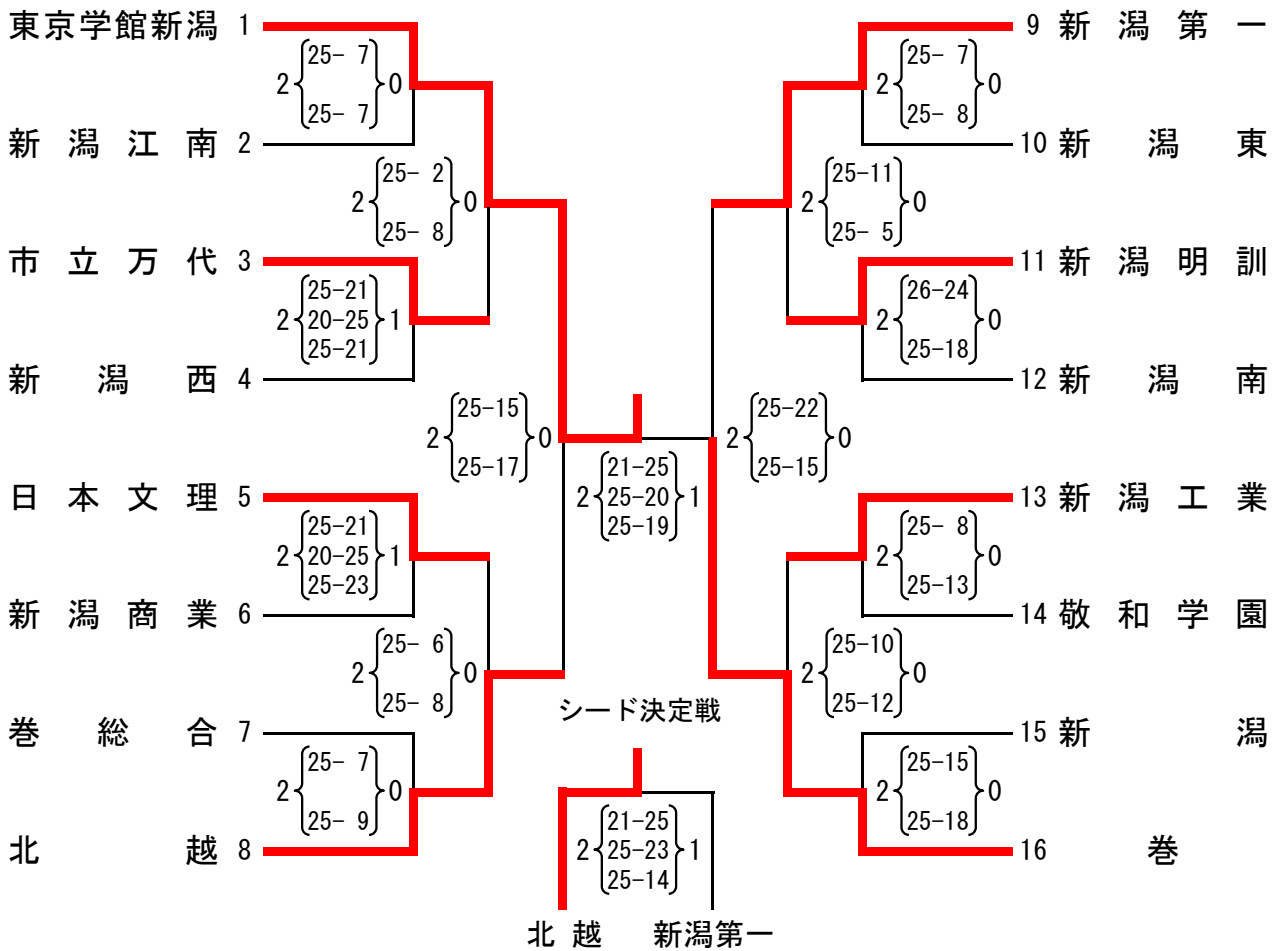 東京学館新潟 1
2 25- 7 0
25- 7
新潟江南 2
2 25- 2 0
25- 8
市立万代 3
25-21
2 20-25 1
25-21
新潟西 4
2 25-15 0
25-17
日本文理 5
25-21
2 20-25 1
25-23
新潟商業 6
2 25- 6 0
25- 8
巻総合 7
2 25- 7 0
25- 9
北越 8
21-25
2 25-20 1
25-19
シード決定戦
21-25
2 25-23 1
25-14
北越 新潟第一
9 新潟第一
2 25- 7 0
25- 8
10 新潟東
2 25-11 0
25- 5
11 新潟明訓
2 26-24 0
25-18
12 新潟南
2 25-22 0
25-15
13 新潟工業
2 25- 8 0
25-13
14 敬和学園
2 25-10 0
25-12
15 新潟
2 25-15 0
25-18
16 巻